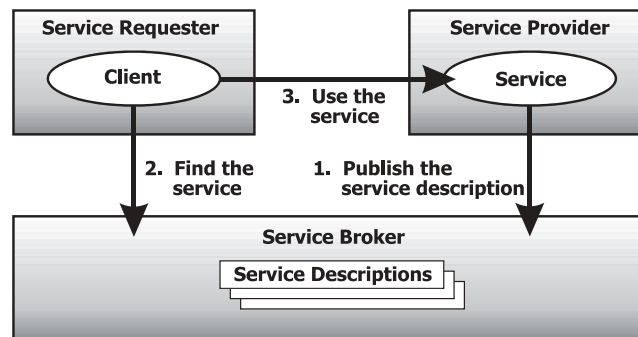 Service Requester
Client
Service Provider
Service
3. Use the
service
2. Find the
service
1. Publish the
service description
Service Broker
Service Descriptions